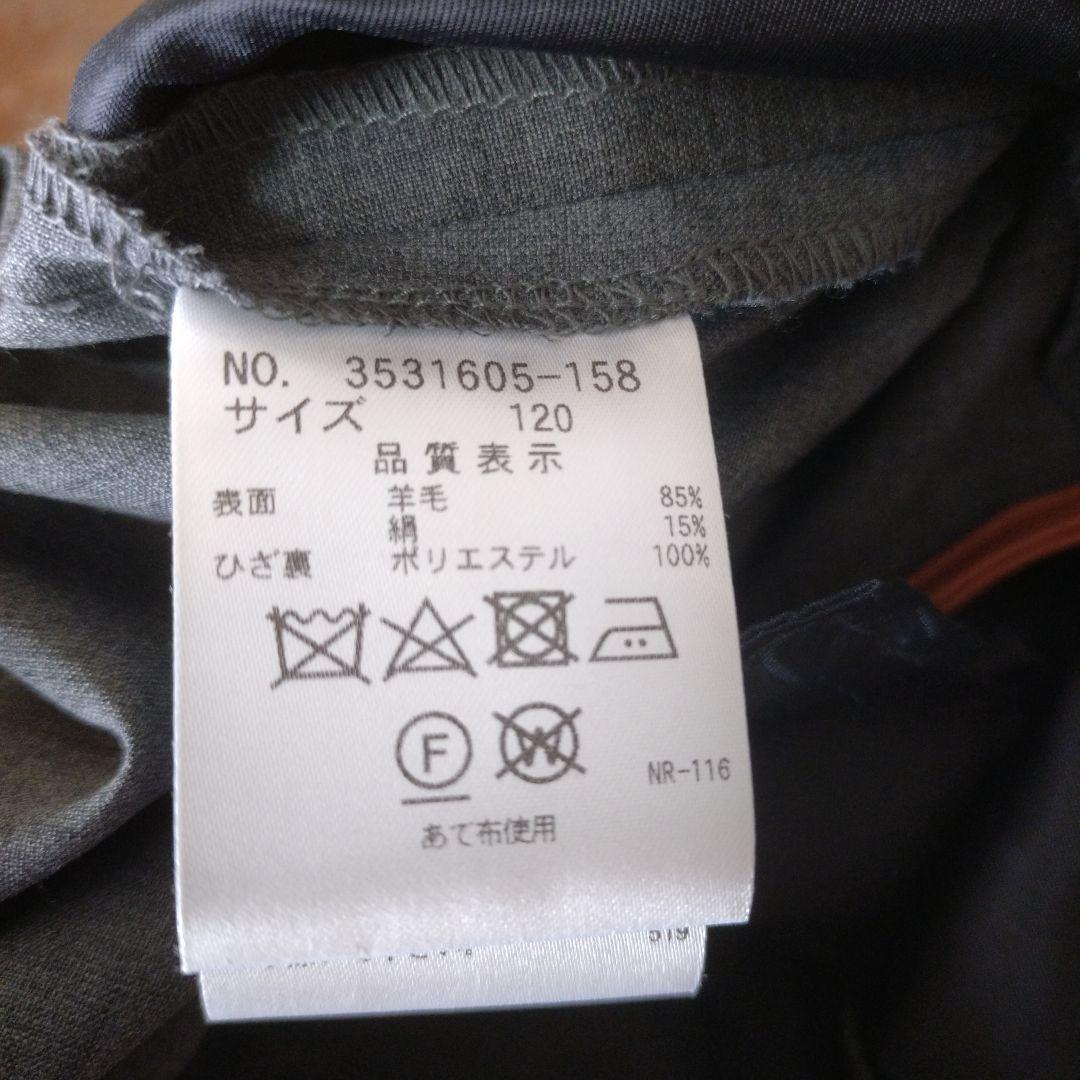 NO. 3531605-158
サイズ 120
品質表示
表面 羊毛 85%
絹 15%
ひざ裏 ポリエステル 100%
F W
NR-116
あて布使用
519